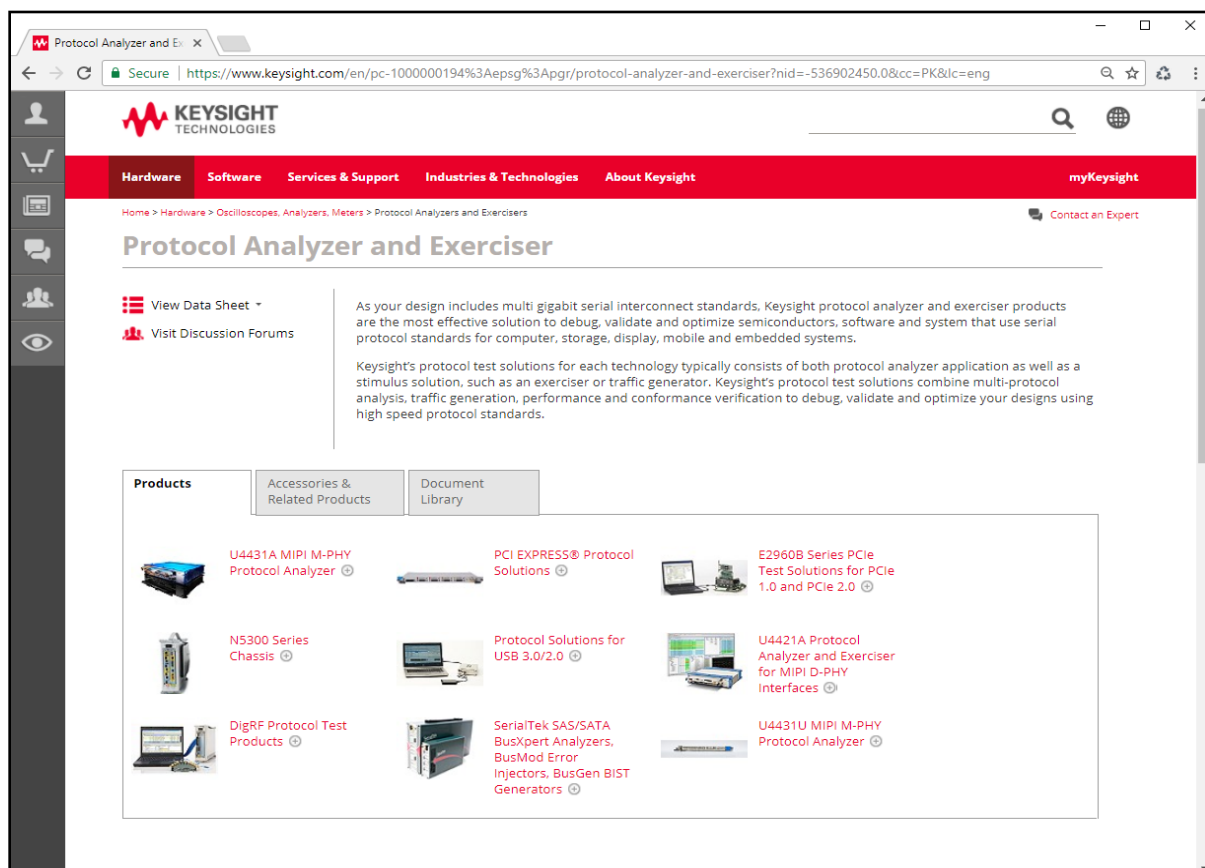 Protocol Analyzer and Ex
Secure | https://www.keysight.com/en/pc-1000000194%3Aepsg%3Apgr/protocol-analyzer-and-exerciser?nid=-536902450.0&cc=PK&lc=eng
KEYSIGHT
TECHNOLOGIES
Hardware Software Services & Support Industries & Technologies About Keysight myKeysight
Home > Hardware > Oscilloscopes, Analyzers, Meters > Protocol Analyzers and Exercisers
Contact an Expert
Protocol Analyzer and Exerciser
View Data Sheet
Visit Discussion Forums
As your design includes multi gigabit serial interconnect standards, Keysight protocol analyzer and exerciser products
are the most effective solution to debug, validate and optimize semiconductors, software and system that use serial
protocol standards for computer, storage, display, mobile and embedded systems.
Keysight's protocol test solutions for each technology typically consists of both protocol analyzer application as well as a
stimulus solution, such as an exerciser or traffic generator. Keysight's protocol test solutions combine multi-protocol
analysis, traffic generation, performance and conformance verification to debug, validate and optimize your designs using
high speed protocol standards.
Products
Accessories &
Related Products
Document
Library
U4431A MIPI M-PHY
Protocol Analyzer
PCI EXPRESS® Protocol
Solutions
E2960B Series PCIe
Test Solutions for PCIe
1.0 and PCIe 2.0
N5300 Series
Chassis
Protocol Solutions for
USB 3.0/2.0
U4421A Protocol
Analyzer and Exerciser
for MIPI D-PHY
Interfaces
DigRF Protocol Test
Products
SerialTek SAS/SATA
BusXpert Analyzers,
BusMod Error
Injectors, BusGen BIST
Generators
U4431U MIPI M-PHY
Protocol Analyzer